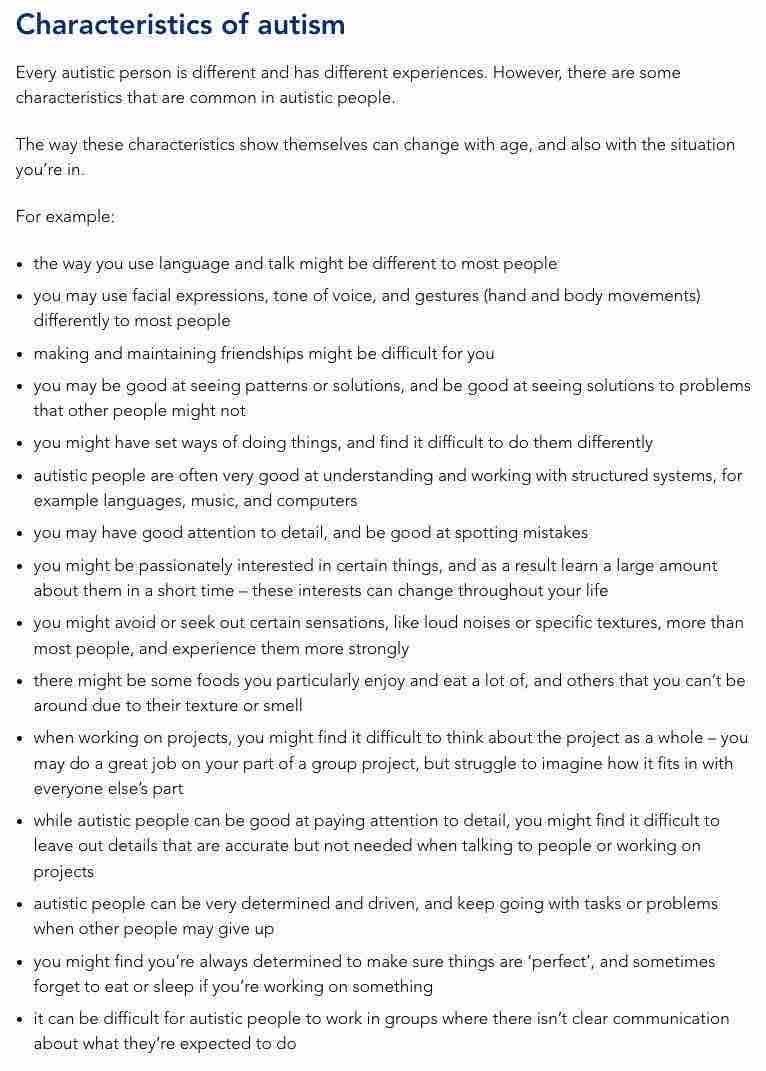 Characteristics of autism
Every autistic person is different and has different experiences. However, there are some
characteristics that are common in autistic people.
The way these characteristics show themselves can change with age, and also with the situation
you're in.
For example:
• the way you use language and talk might be different to most people
• you may use facial expressions, tone of voice, and gestures (hand and body movements)
differently to most people
• making and maintaining friendships might be difficult for you
• you may be good at seeing patterns or solutions, and be good at seeing solutions to problems
that other people might not
• you might have set ways of doing things, and find it difficult to do them differently
• autistic people are often very good at understanding and working with structured systems, for
example languages, music, and computers
• you may have good attention to detail, and be good at spotting mistakes
• you might be passionately interested in certain things, and as a result learn a large amount
about them in a short time – these interests can change throughout your life
• you might avoid or seek out certain sensations, like loud noises or specific textures, more than
most people, and experience them more strongly
• there might be some foods you particularly enjoy and eat a lot of, and others that you can't be
around due to their texture or smell
• when working on projects, you might find it difficult to think about the project as a whole – you
may do a great job on your part of a group project, but struggle to imagine how it fits in with
everyone else's part
• while autistic people can be good at paying attention to detail, you might find it difficult to
leave out details that are accurate but not needed when talking to people or working on
projects
• autistic people can be very determined and driven, and keep going with tasks or problems
when other people may give up
• you might find you're always determined to make sure things are 'perfect', and sometimes
forget to eat or sleep if you're working on something
• it can be difficult for autistic people to work in groups where there isn't clear communication
about what they're expected to do